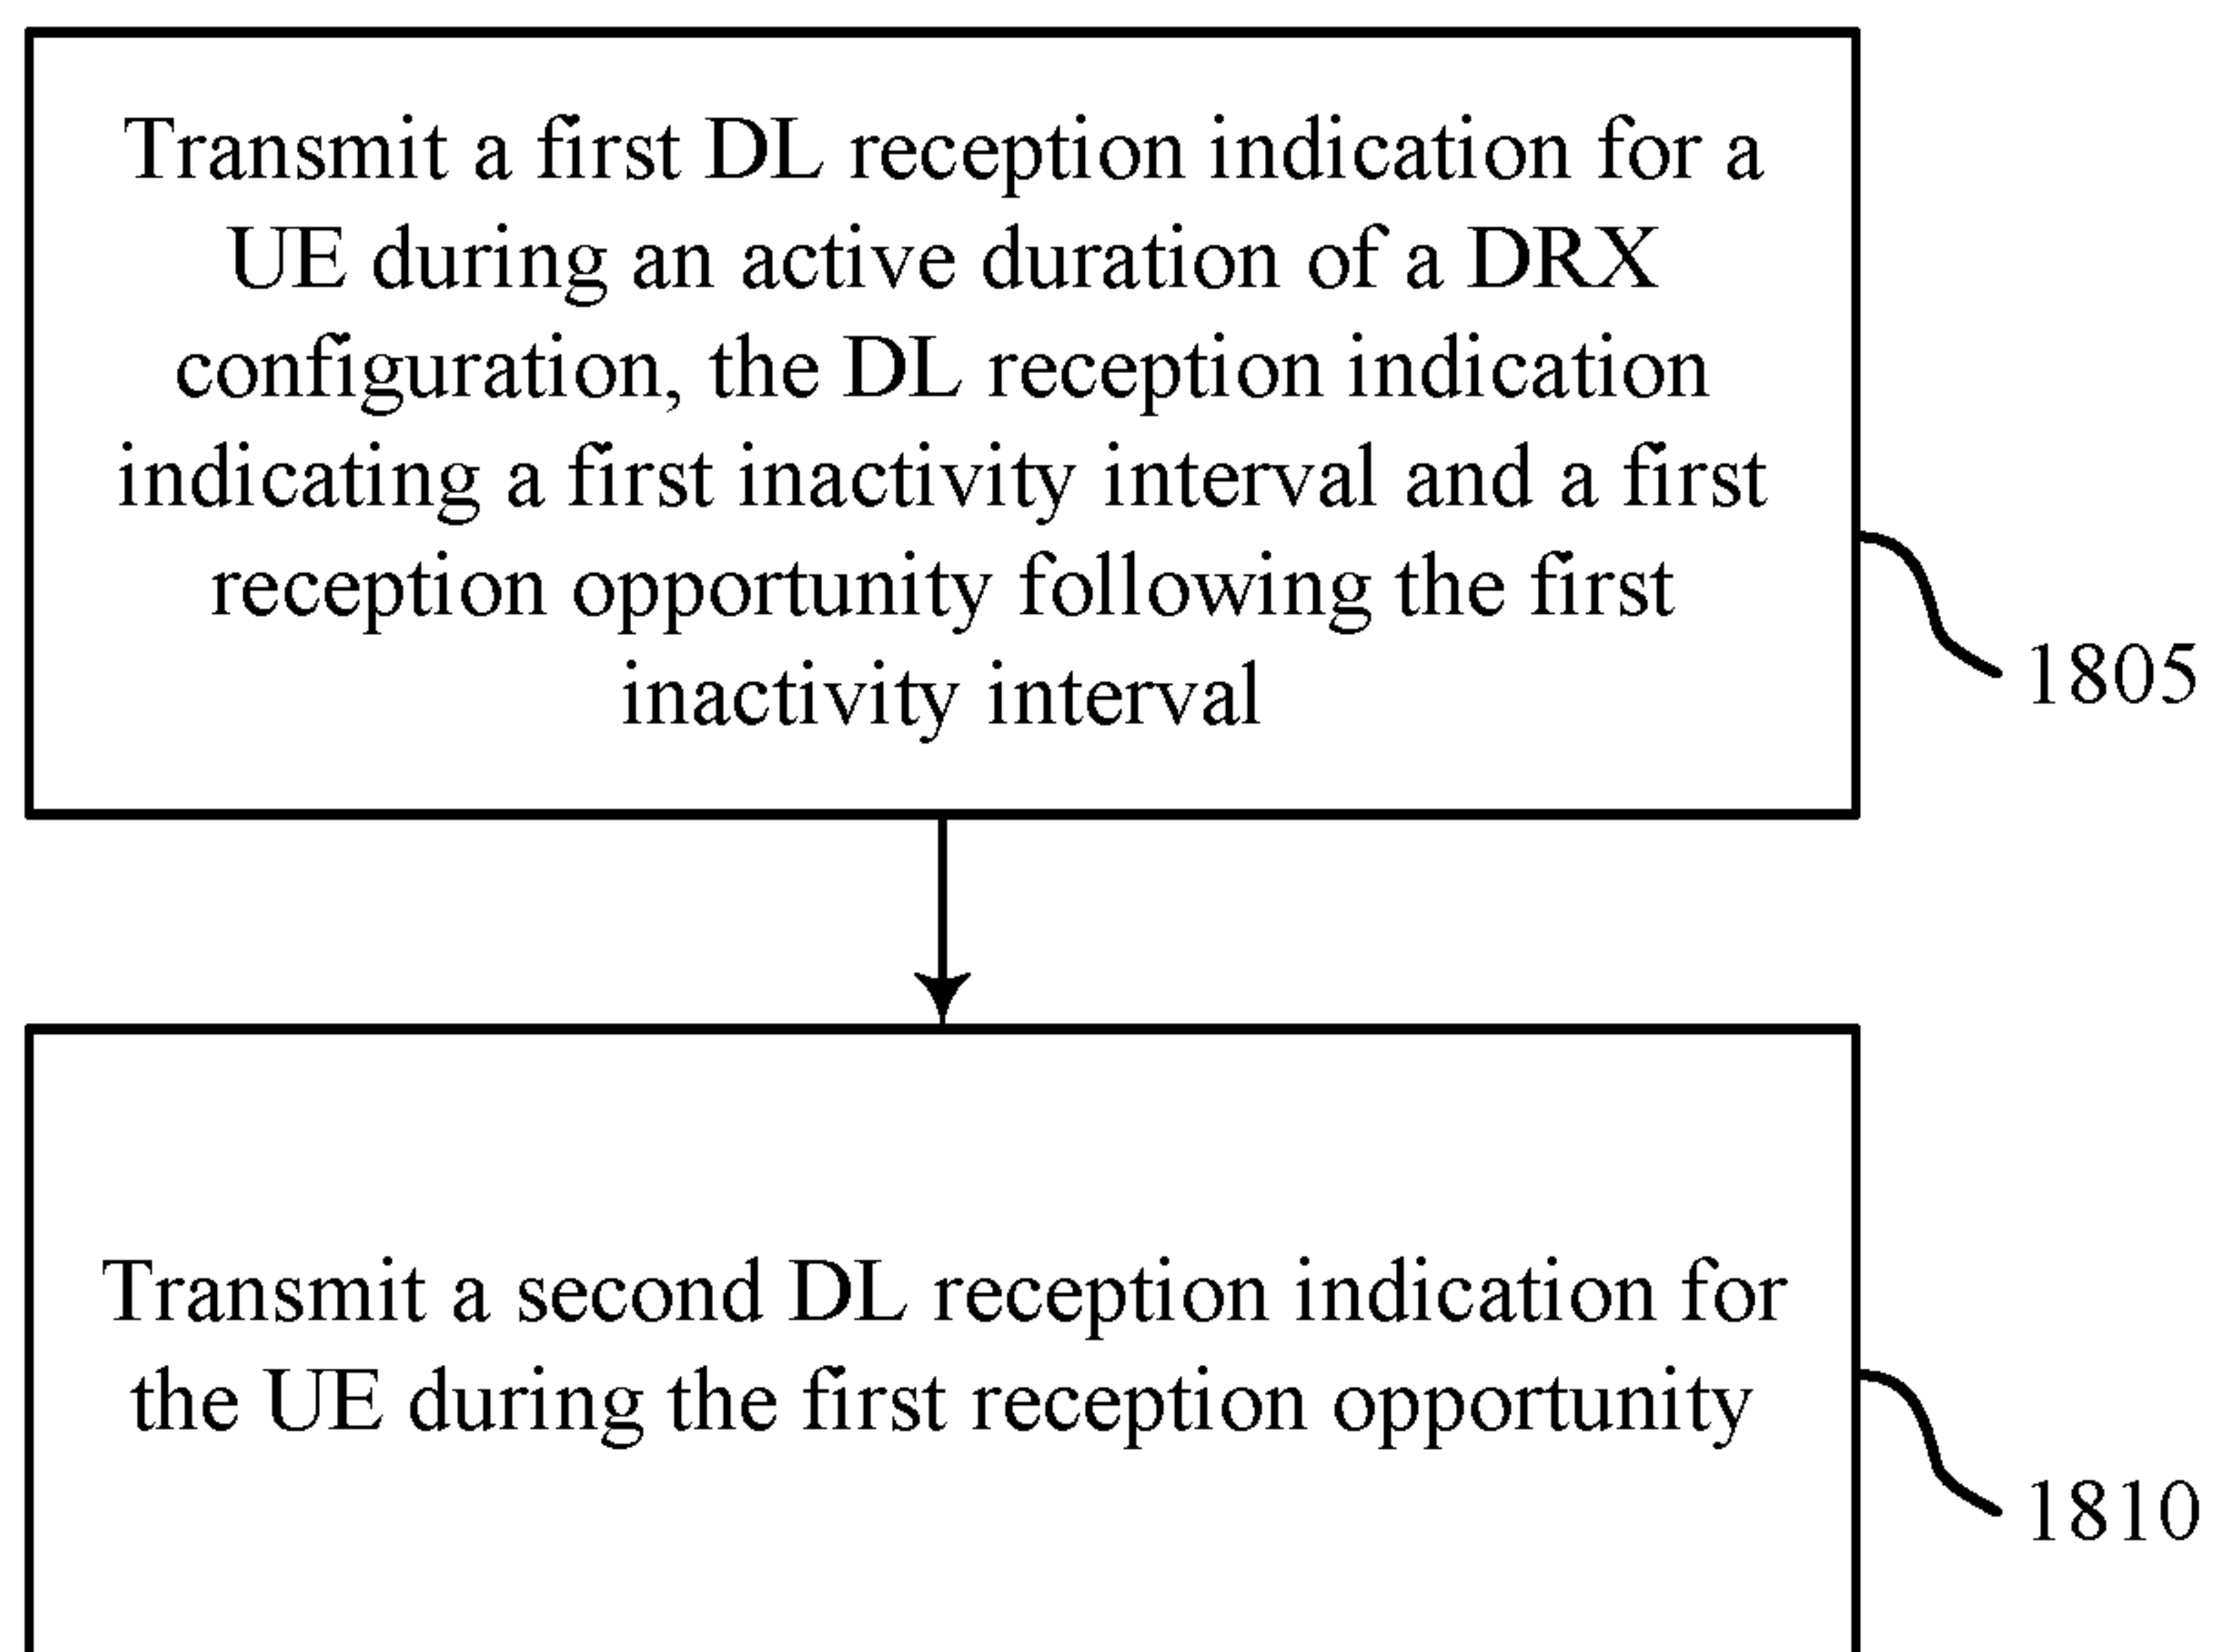 Transmit a first DL reception indication for a
UE during an active duration of a DRX
configuration, the DL reception indication
indicating a first inactivity interval and a first
reception opportunity following the first
inactivity interval
1805
Transmit a second DL reception indication for
the UE during the first reception opportunity
1810